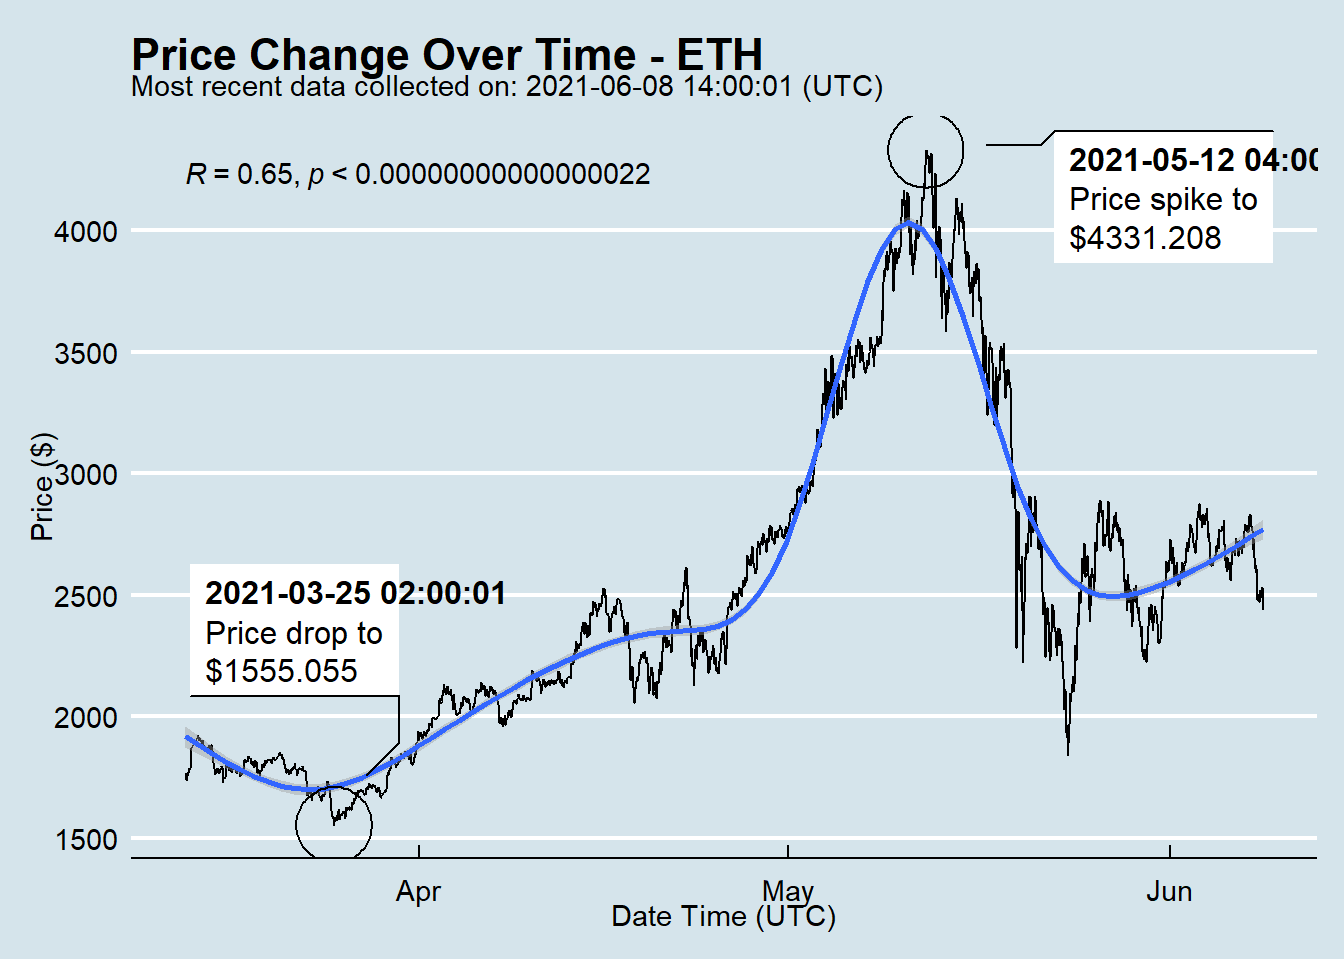 Price Change Over Time - ETH
Most recent data collected on: 2021-06-08 14:00:01 (UTC)
R = 0.65, p < 0.00000000000000022
2021-05-12 04:00
Price spike to
$4331.208
4000
3500
3000
2500
2000
1500
Price ($)
2021-03-25 02:00:01
Price drop to
$1555.055
Apr
May
Jun
Date Time (UTC)